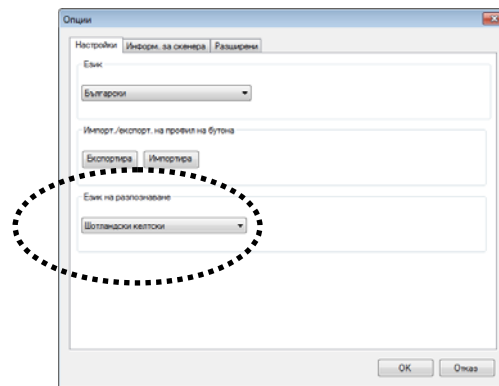 Опции
Настройки Информ. за скенера Разширени
Език
Български
Импорт./експорт. на профил на бутона
Експортира Импортира
Език на разпознаване
Шотландски келтски
OK Отказ